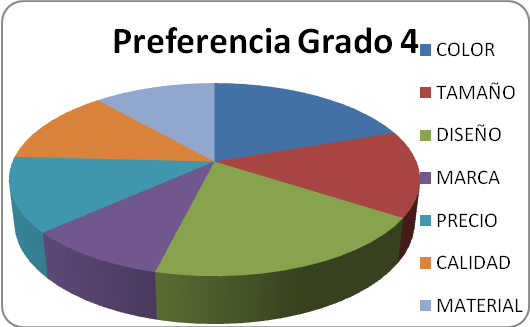 Preferencia Grado 4
COLOR
TAMAÑO
DISEÑO
MARCA
PRECIO
CALIDAD
MATERIAL